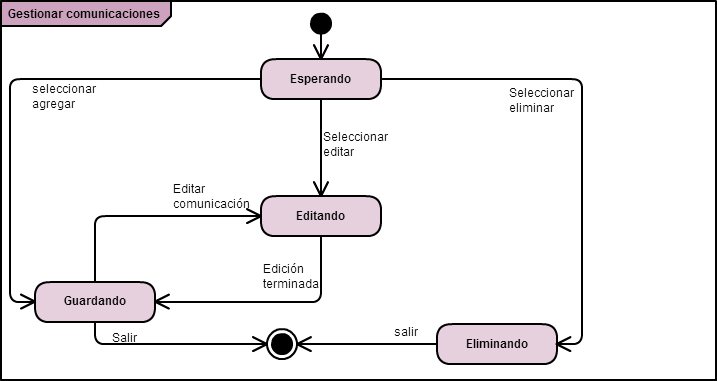 Gestionar comunicaciones
Esperando
seleccionar
agregar
Seleccionar
eliminar
Seleccionar
editar
Editar
comunicación
Editando
Edición
terminada
Guardando
Salir
salir
Eliminando